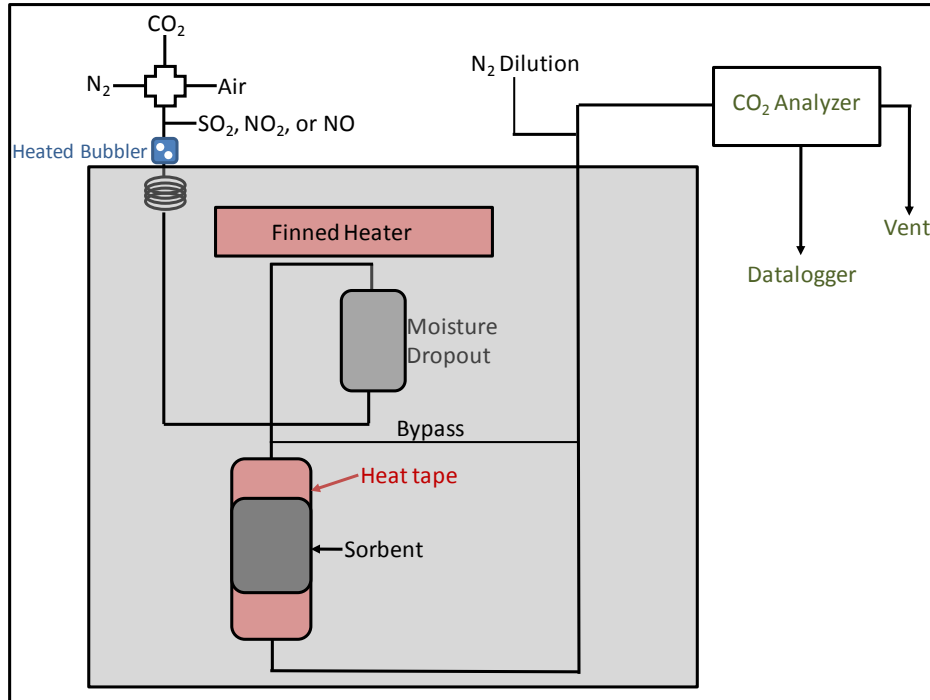 CO₂
N₂
Air
SO₂, NO₂, or NO
Heated Bubbler
N₂ Dilution
CO₂ Analyzer
Vent
Datalogger
Finned Heater
Moisture
Dropout
Bypass
Heat tape
Sorbent